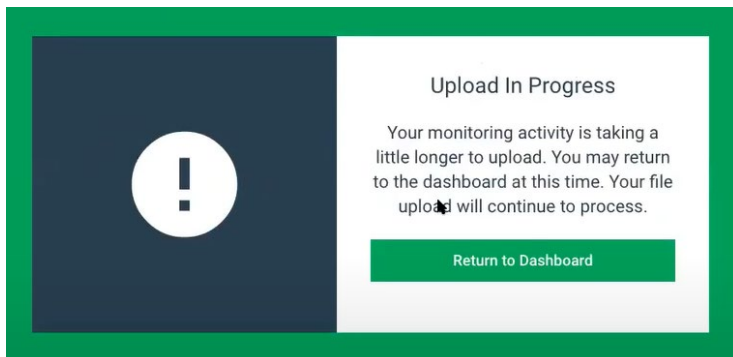 Upload In Progress
Your monitoring activity is taking a
little longer to upload. You may return
to the dashboard at this time. Your file
upload will continue to process.
Return to Dashboard